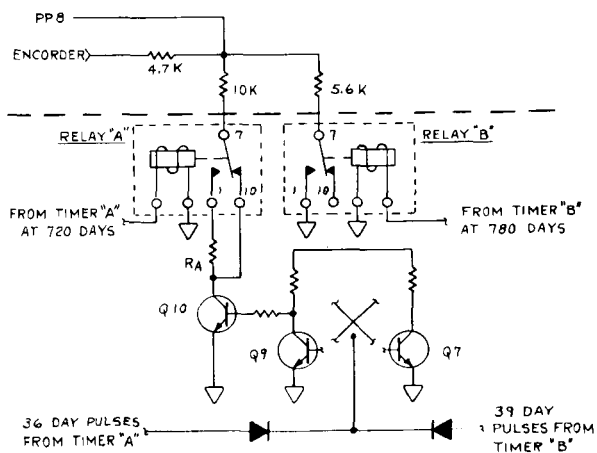 PP8
ENCORDER
4.7K
10K
5.6K
RELAY "A"
7
7
RELAY "B"
1
10
1
10
FROM TIMER "A"
AT 720 DAYS
FROM TIMER "B"
AT 780 DAYS
RA
Q10
Q9
Q7
36 DAY PULSES
FROM TIMER "A"
39 DAY
PULSES FROM
TIMER "B"